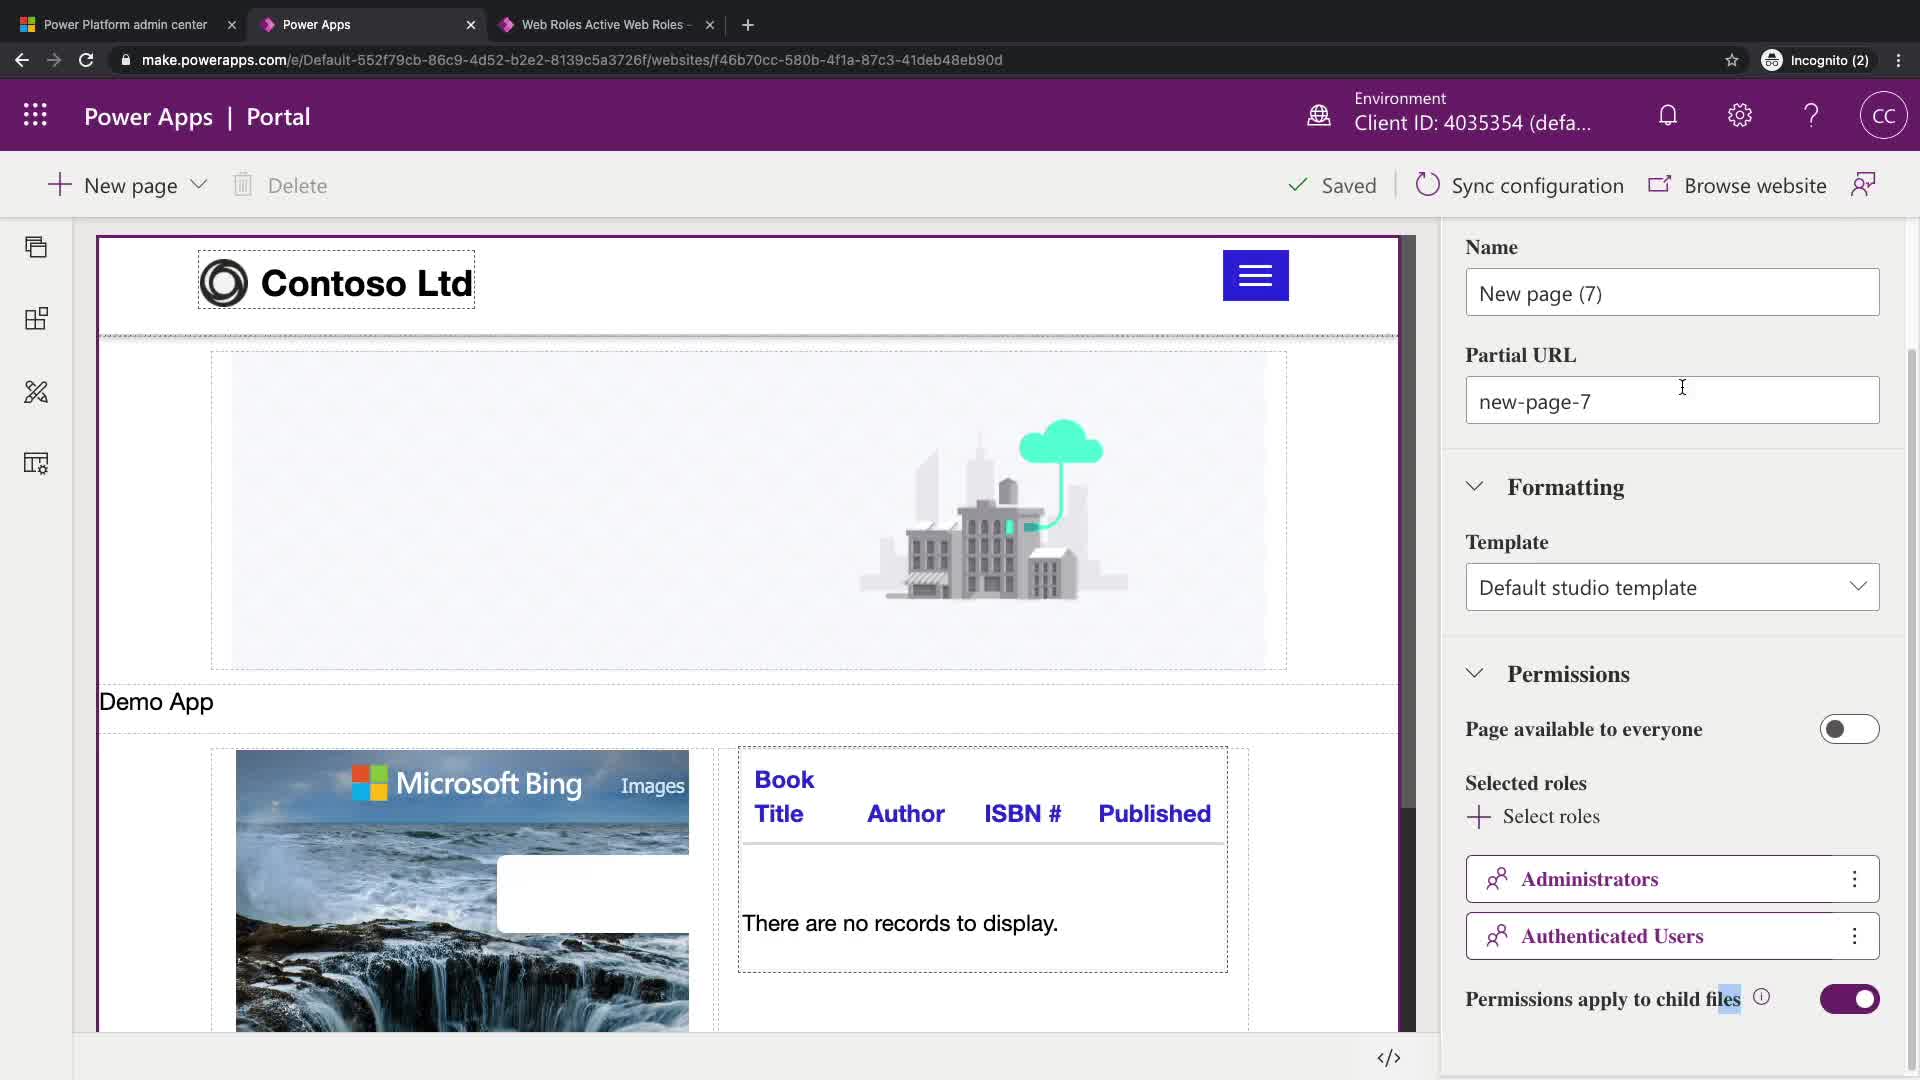 Power Platform admin center
Power Apps
Web Roles Active Web Roles -
make.powerapps.com/e/Default-552f79cb-86c9-4d52-b2e2-8139c5a3726f/websites/f46b70cc-580b-4f1a-87c3-41deb48eb90d
Incognito (2)
Power Apps | Portal
Environment
Client ID: 4035354 (defa...
CC
New page
Delete
Saved
Sync configuration
Browse website
Contoso Ltd
Demo App
Microsoft Bing
Images
Book
Title
Author
ISBN #
Published
There are no records to display.
</>
Name
New page (7)
Partial URL
new-page-7
Formatting
Template
Default studio template
Permissions
Page available to everyone
Selected roles
Select roles
Administrators
Authenticated Users
Permissions apply to child files